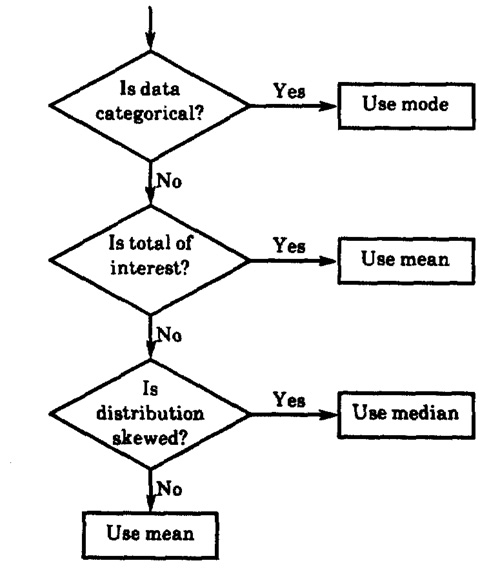 Is data
categorical?
Yes
Use mode
No
Is total of
interest?
Yes
Use mean
No
Is
distribution
skewed?
Yes
Use median
No
Use mean